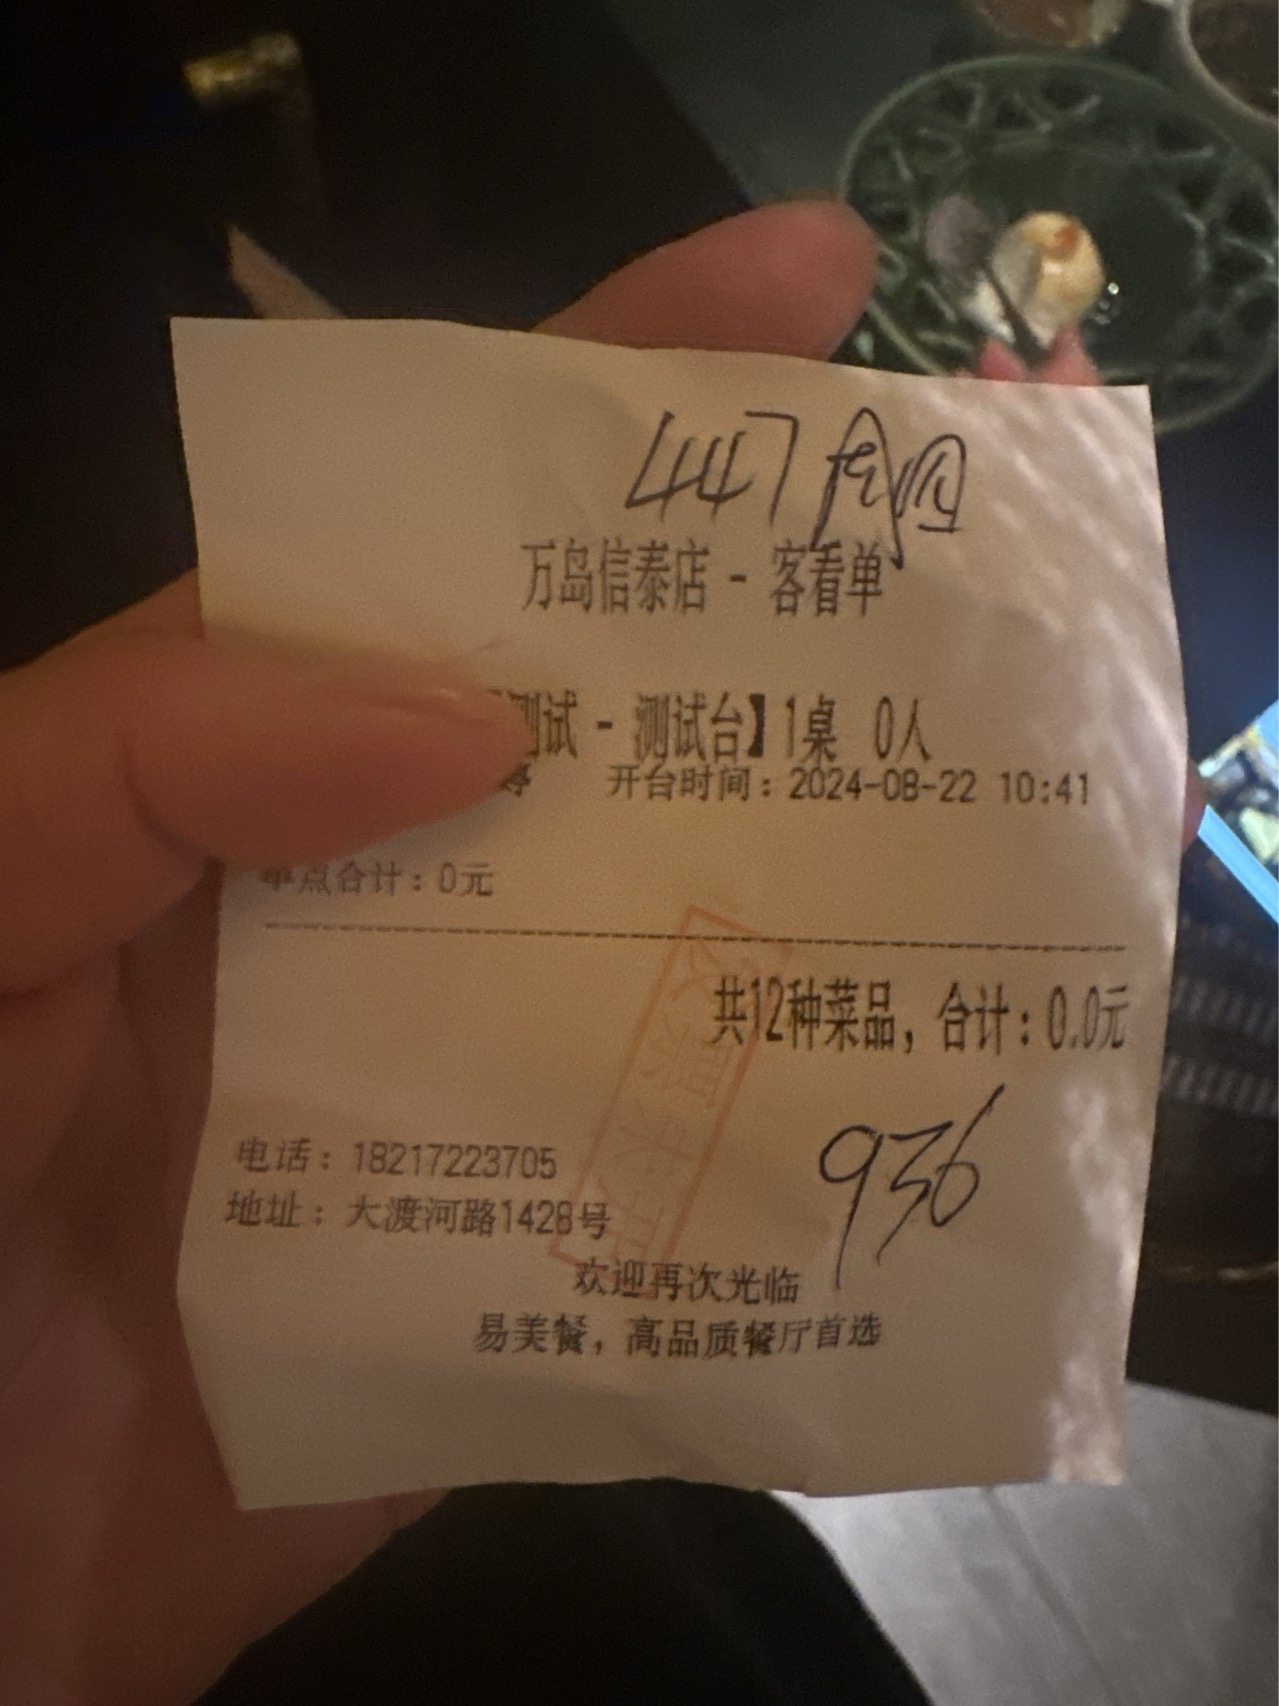 447
万岛信泰店 - 客看单
测试 - 测试台】1桌 0人
开台时间：2024-08-22 10:41
单点合计：0元
共12种菜品，合计：0.0元
936
电话：18217223705
地址：大渡河路1428号
欢迎再次光临
易美餐，高品质餐厅首选